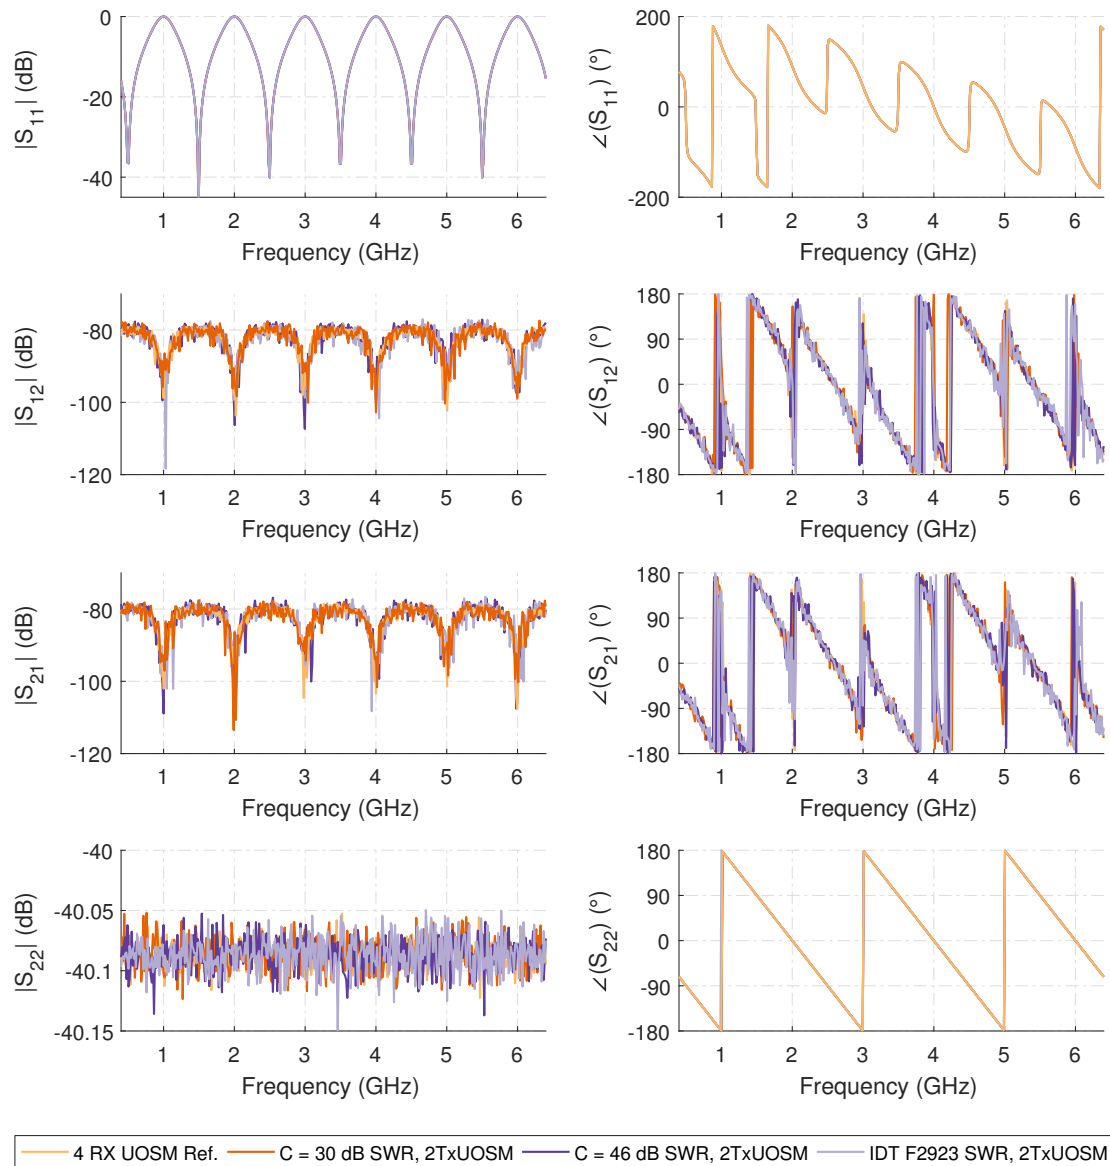 |S11| (dB)
0
-20
-40
1 2 3 4 5 6
Frequency (GHz)
∠(S11) (°)
200
0
-200
1 2 3 4 5 6
Frequency (GHz)
|S12| (dB)
-80
-100
-120
1 2 3 4 5 6
Frequency (GHz)
∠(S12) (°)
180
90
0
-90
-180
1 2 3 4 5 6
Frequency (GHz)
|S21| (dB)
-80
-100
-120
1 2 3 4 5 6
Frequency (GHz)
∠(S21) (°)
180
90
0
-90
-180
1 2 3 4 5 6
Frequency (GHz)
|S22| (dB)
-40
-40.05
-40.1
-40.15
1 2 3 4 5 6
Frequency (GHz)
∠(S22) (°)
180
90
0
-90
-180
1 2 3 4 5 6
Frequency (GHz)
4 RX UOSM Ref. C = 30 dB SWR, 2TxUOSM C = 46 dB SWR, 2TxUOSM IDT F2923 SWR, 2TxUOSM